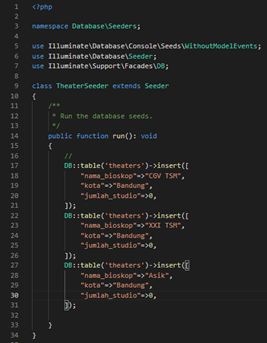 1 <?php
2
3 namespace Database\Seeders;
4
5 use Illuminate\Database\Console\Seeds\WithoutModelEvents;
6 use Illuminate\Database\Seeder;
7 use Illuminate\Support\Facades\DB;
8
9 class TheaterSeeder extends Seeder
10 {
11 /**
12 * Run the database seeds.
13 */
14 public function run(): void
15 {
16 //
17 DB::table('theaters')->insert([
18 "nama_bioskop"=>"CGV TSM",
19 "kota"=>"Bandung",
20 "jumlah_studio"=>0,
21 ]);
22 DB::table('theaters')->insert([
23 "nama_bioskop"=>"XXI TSM",
24 "kota"=>"Bandung",
25 "jumlah_studio"=>0,
26 ]);
27 DB::table('theaters')->insert([
28 "nama_bioskop"=>"Asik",
29 "kota"=>"Bandung",
30 "jumlah_studio"=>0,
31 ]);
32
33 }
34 }